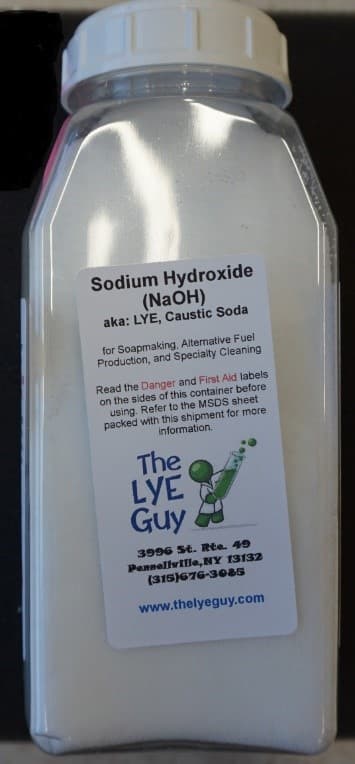 Sodium Hydroxide
(NaOH)
aka: LYE, Caustic Soda
for Soapmaking, Alternative Fuel
Production, and Specialty Cleaning
Read the Danger and First Aid labels
on the sides of this container before
using. Refer to the MSDS sheet
packed with this shipment for more
information.
The
LYE
Guy
3996 St. Rte. 49
Pennellville,NY 13132
(315)676-3085
www.thelyeguy.com